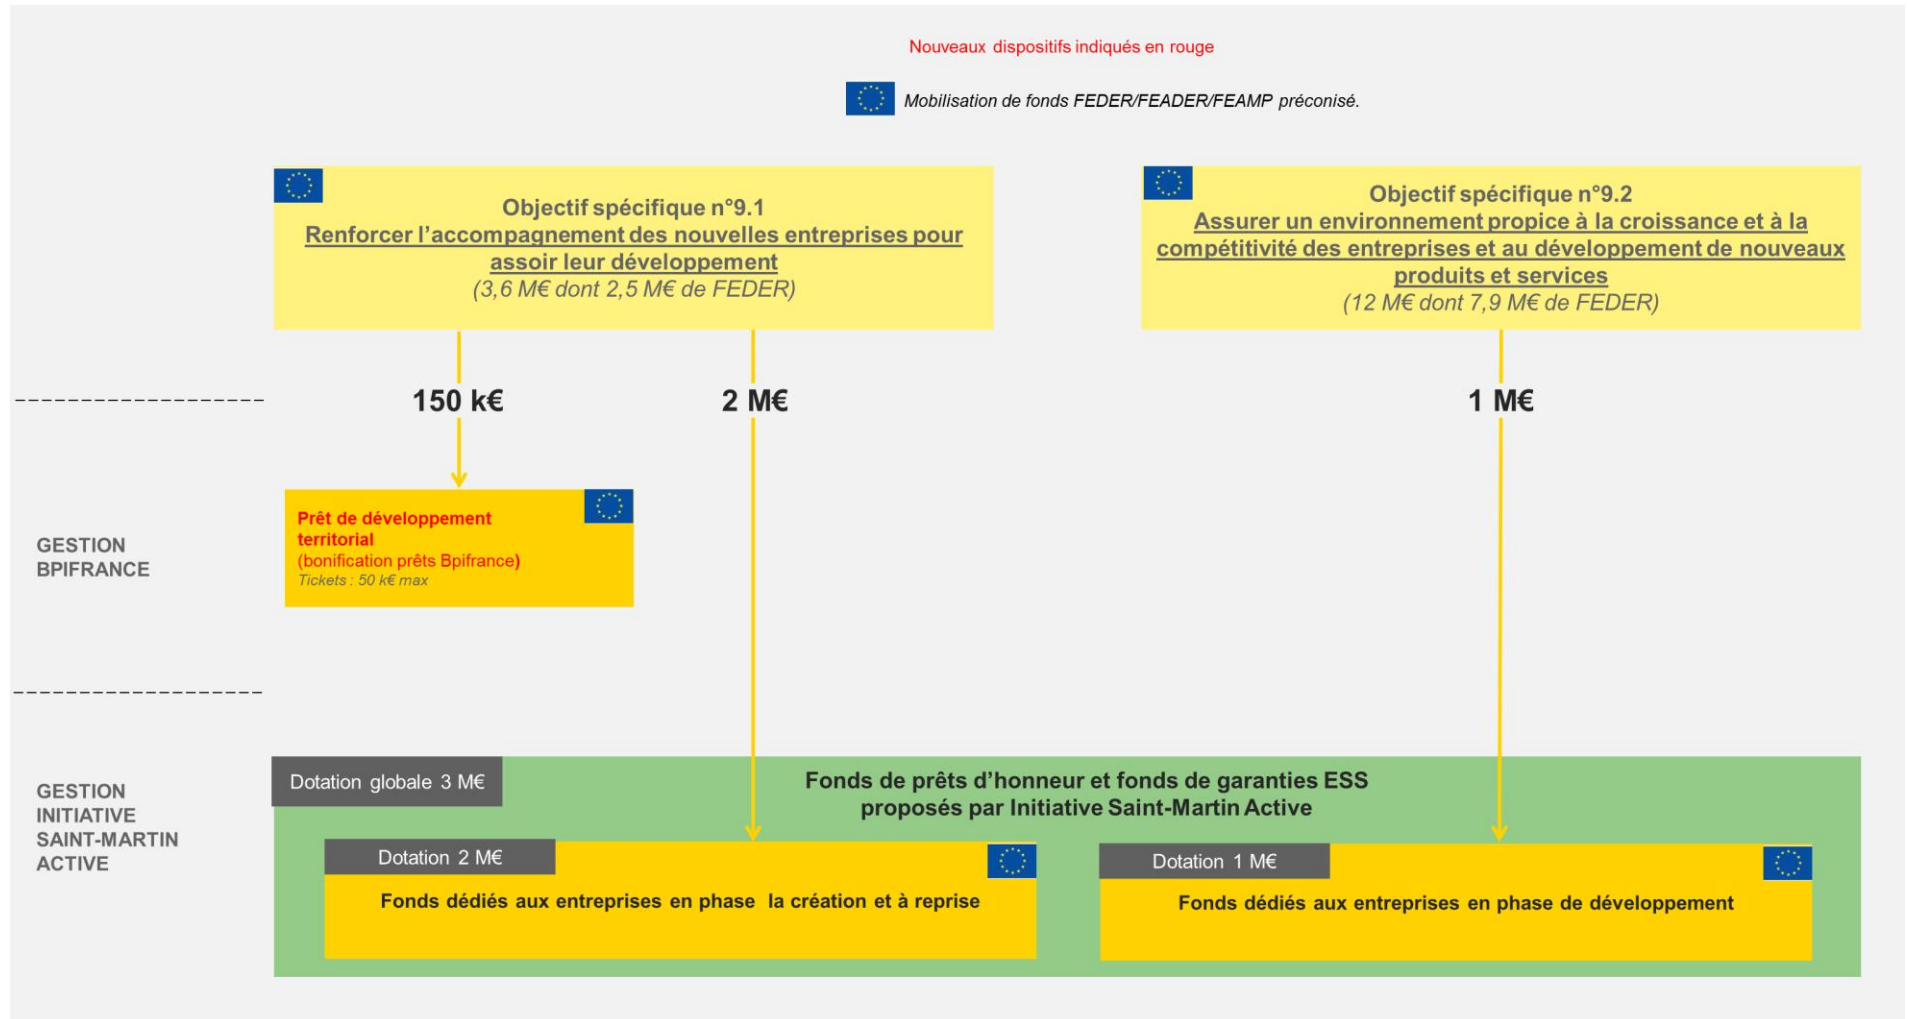 Nouveaux dispositifs indiqués en rouge
Mobilisation de fonds FEDER/FEADER/FEAMP préconisé.
Objectif spécifique n°9.1
Renforcer l’accompagnement des nouvelles entreprises pour
assoir leur développement
(3,6 M€ dont 2,5 M€ de FEDER)
Objectif spécifique n°9.2
Assurer un environnement propice à la croissance et à la
compétitivité des entreprises et au développement de nouveaux
produits et services
(12 M€ dont 7,9 M€ de FEDER)
150 k€
2 M€
1 M€
GESTION
BPIFRANCE
Prêt de développement
territorial
(bonification prêts Bpifrance)
Tickets : 50 k€ max
GESTION
INITIATIVE
SAINT-MARTIN
ACTIVE
Dotation globale 3 M€
Fonds de prêts d’honneur et fonds de garanties ESS
proposés par Initiative Saint-Martin Active
Dotation 2 M€
Fonds dédiés aux entreprises en phase la création et à reprise
Dotation 1 M€
Fonds dédiés aux entreprises en phase de développement